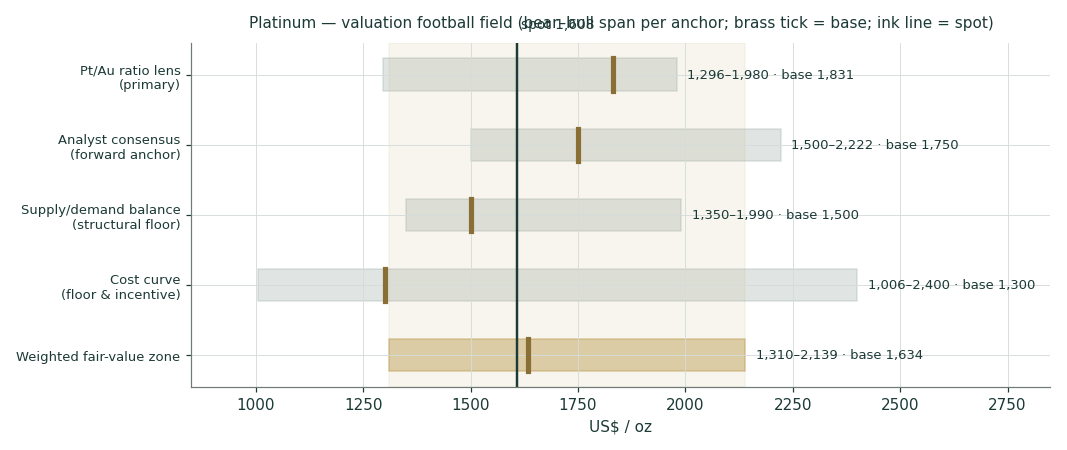 Platinum — valuation football field (bear–bull span per anchor; brass tick = base; ink line = spot)
spot 1,608
Pt/Au ratio lens
(primary)
1,296–1,980 · base 1,831
Analyst consensus
(forward anchor)
1,500–2,222 · base 1,750
Supply/demand balance
(structural floor)
1,350–1,990 · base 1,500
Cost curve
(floor & incentive)
1,006–2,400 · base 1,300
Weighted fair-value zone
1,310–2,139 · base 1,634
1000 1250 1500 1750 2000 2250 2500 2750
US$ / oz